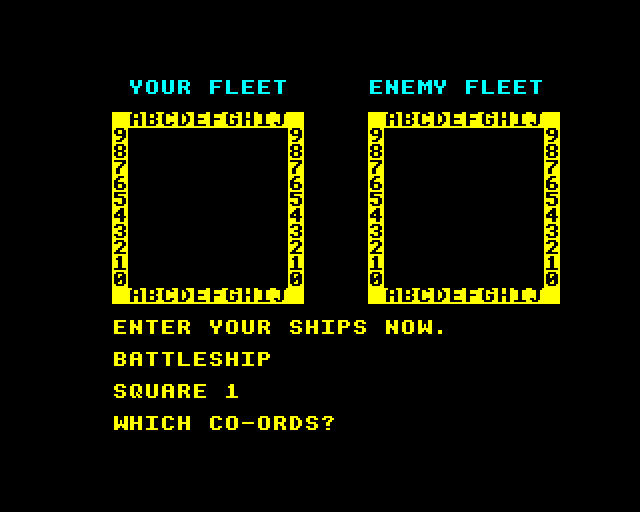 YOUR FLEET ENEMY FLEET
ABCDEFGHIJ ABCDEFGHIJ
9 9 9 9
8 8 8 8
7 7 7 7
6 6 6 6
5 5 5 5
4 4 4 4
3 3 3 3
2 2 2 2
1 1 1 1
0 0 0 0
ABCDEFGHIJ ABCDEFGHIJ
ENTER YOUR SHIPS NOW.
BATTLESHIP
SQUARE 1
WHICH CO-ORDS?